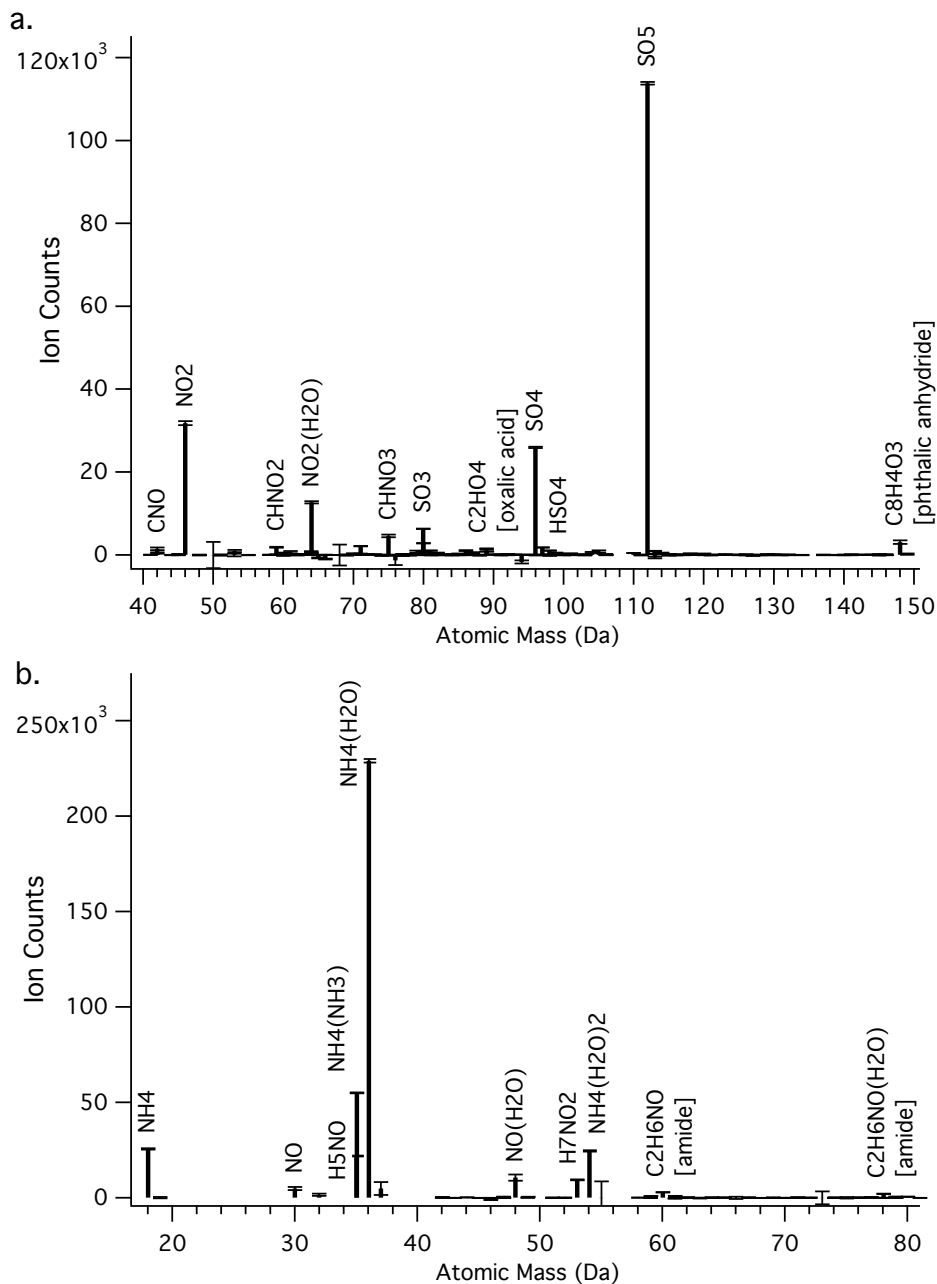 a.
120x10³
100
80
60
40
20
0
Ion Counts
CNO
NO2
CHNO2
NO2(H2O)
CHNO3
SO3
C2HO4
[oxalic acid]
SO4
HSO4
SO5
C8H4O3
[phthalic anhydride]
40 50 60 70 80 90 100 110 120 130 140 150
Atomic Mass (Da)
b.
250x10³
200
150
100
50
0
Ion Counts
NH4
NO
H5NO
NH4(NH3)
NH4(H2O)
NO(H2O)
H7NO2
NH4(H2O)2
C2H6NO
[amide]
C2H6NO(H2O)
[amide]
20 30 40 50 60 70 80
Atomic Mass (Da)